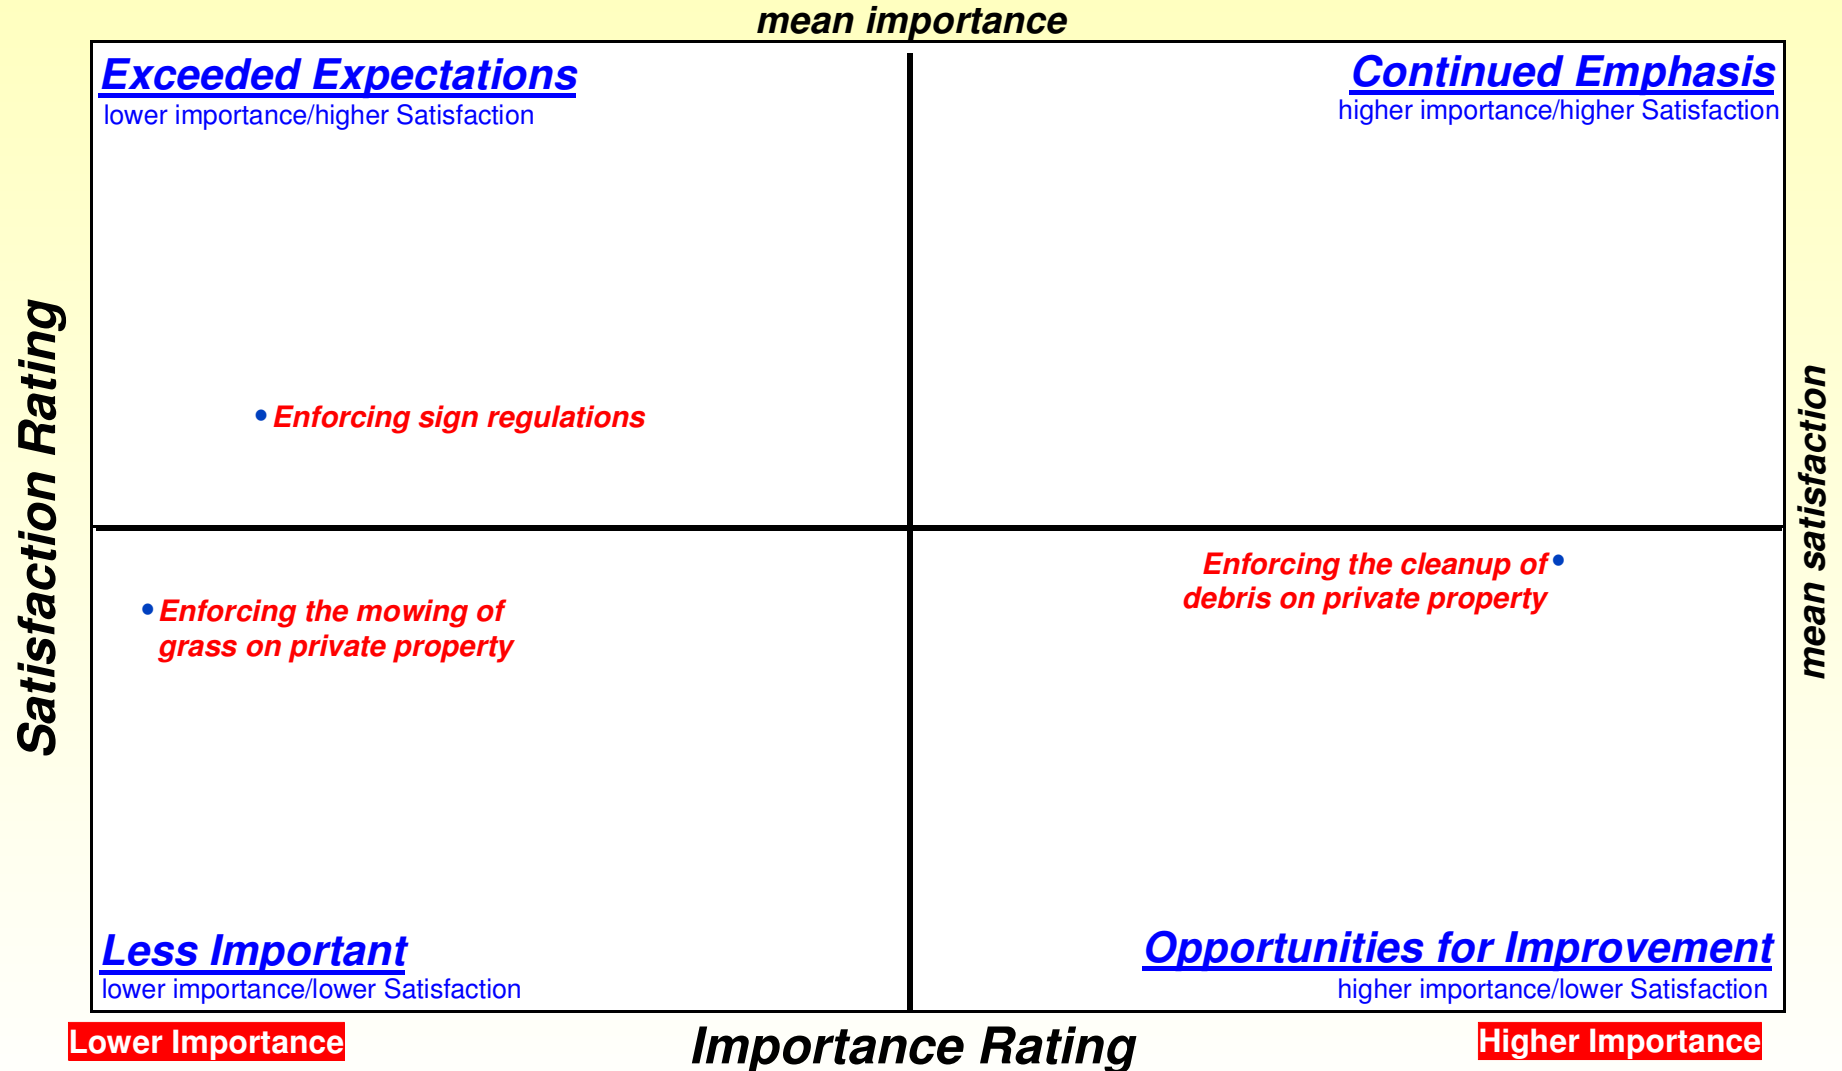 mean importance
Exceeded Expectations
lower importance/higher Satisfaction
Continued Emphasis
higher importance/higher Satisfaction
Satisfaction Rating
mean satisfaction
•Enforcing sign regulations
•Enforcing the mowing of
grass on private property
Enforcing the cleanup of•
debris on private property
Less Important
lower importance/lower Satisfaction
Opportunities for Improvement
higher importance/lower Satisfaction
Lower Importance
Importance Rating
Higher Importance